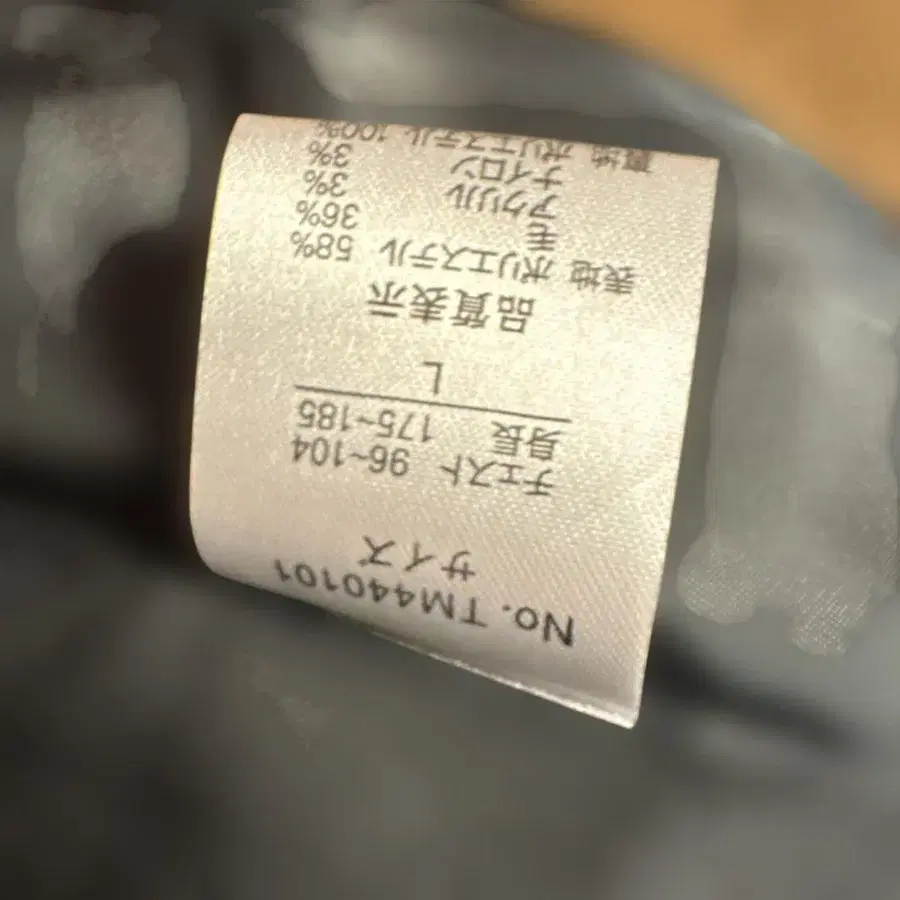 No. TM440101
サイズ
チェスト 96~104
身長 175~185
L
品質表示
表地 ポリエステル 58%
毛 36%
アクリル 3%
ナイロン 3%
裏地 ポリエステル 100%